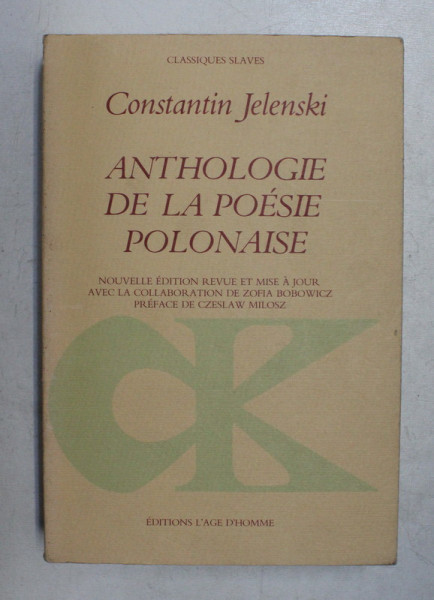 CLASSIQUES SLAVES
Constantin Jelenski
ANTHOLOGIE
DE LA POÉSIE
POLONAISE
NOUVELLE ÉDITION REVUE ET MISE À JOUR
AVEC LA COLLABORATION DE ZOFIA BOBOWICZ
PRÉFACE DE CZESLAW MILOSZ
ÉDITIONS L'AGE D'HOMME